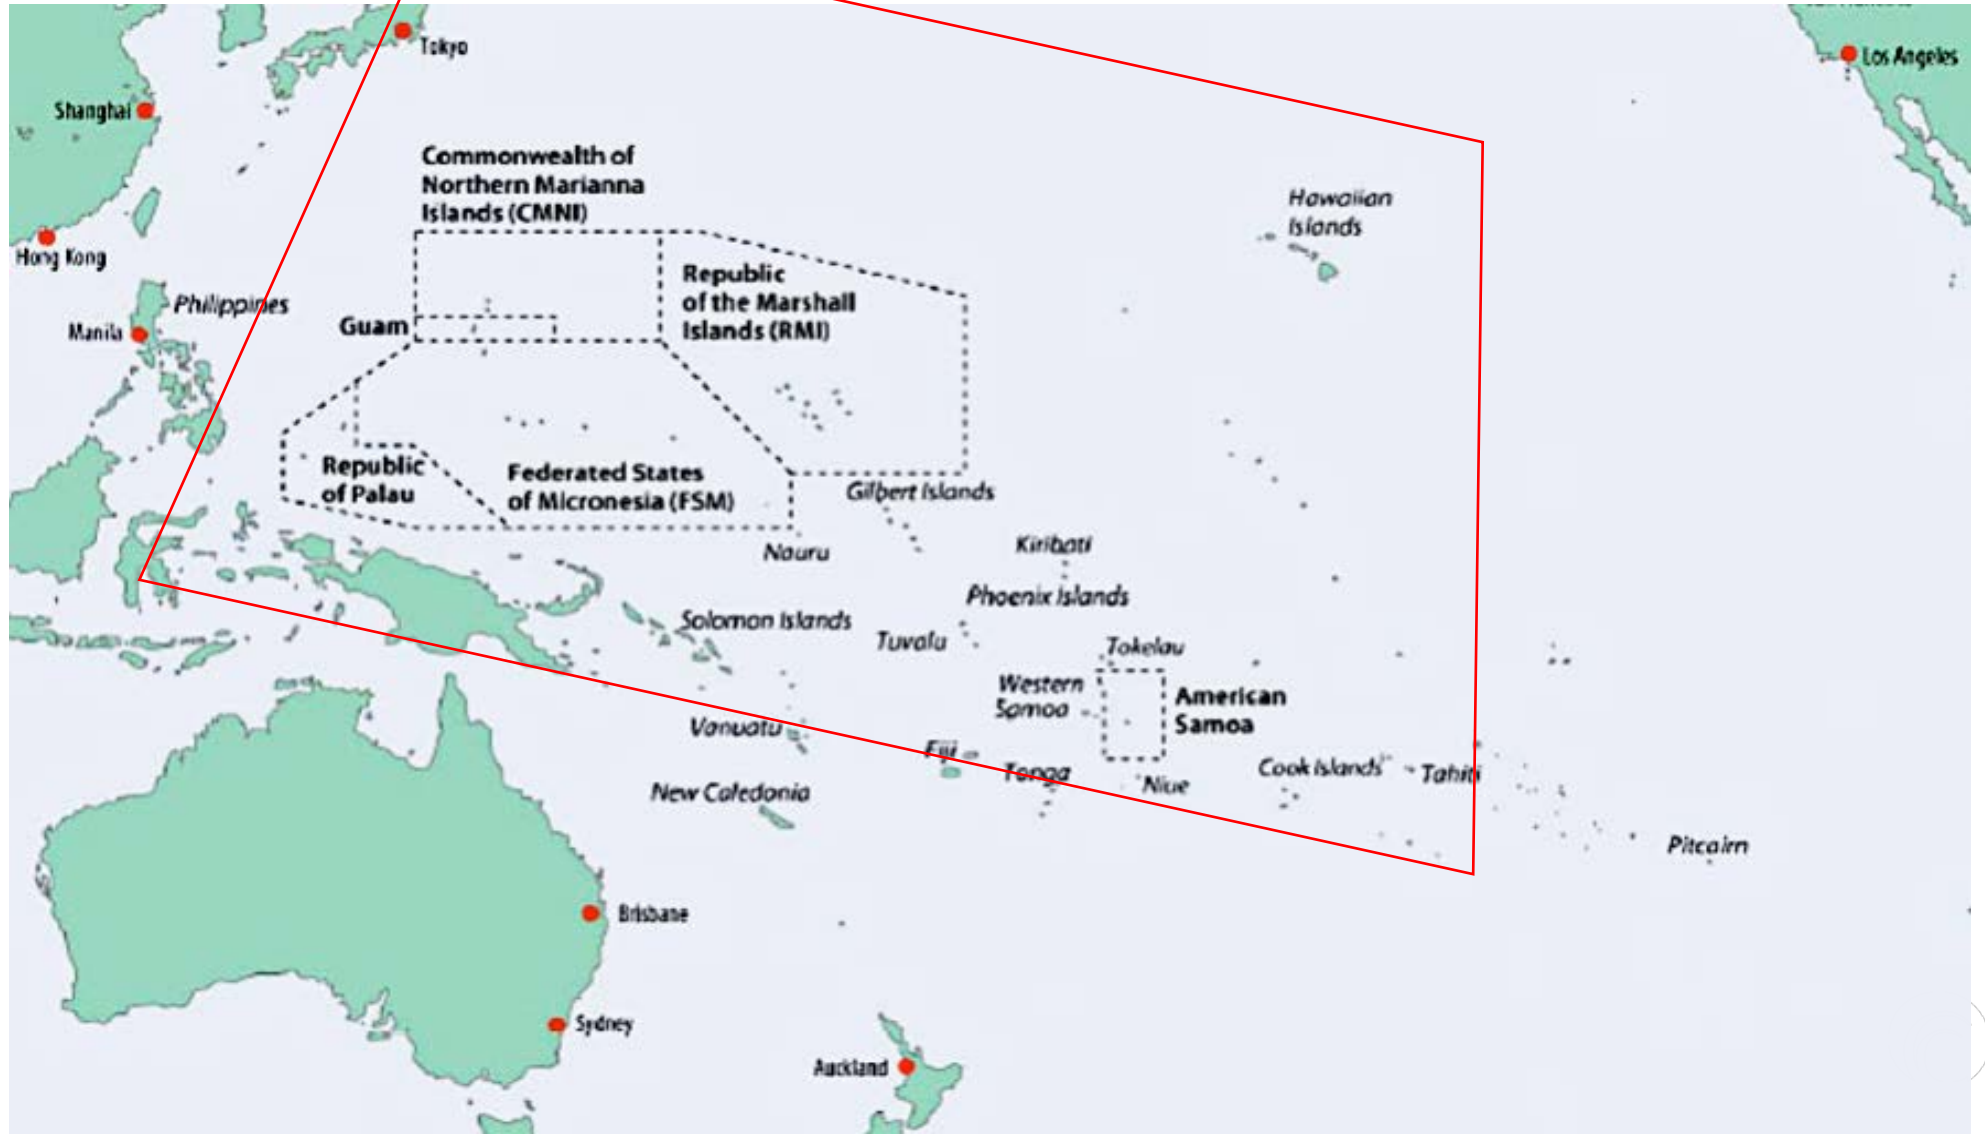 Tokyo
Los Angeles
Shanghai
Commonwealth of
Northern Marianna
Islands (CMNI)
Hawaiian
Islands
Hong Kong
Republic
of the Marshall
Islands (RMI)
Philippines
Guam
Manila
Republic
of Palau
Federated States
of Micronesia (FSM)
Gilbert Islands
Nauru
Kiribati
Phoenix Islands
Solomon Islands
Tuvalu
Tokelau
Western
Samoa
American
Samoa
Vanuatu
Fiji
Tonga
Niue
Cook Islands
Tahiti
New Caledonia
Pitcairn
Brisbane
Sydney
Auckland